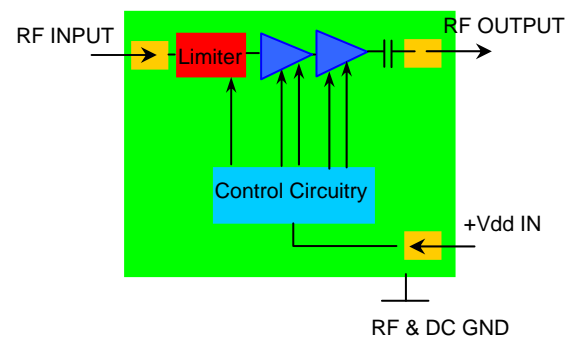 RF INPUT
RF OUTPUT
Limiter
Control Circuitry
+Vdd IN
RF & DC GND